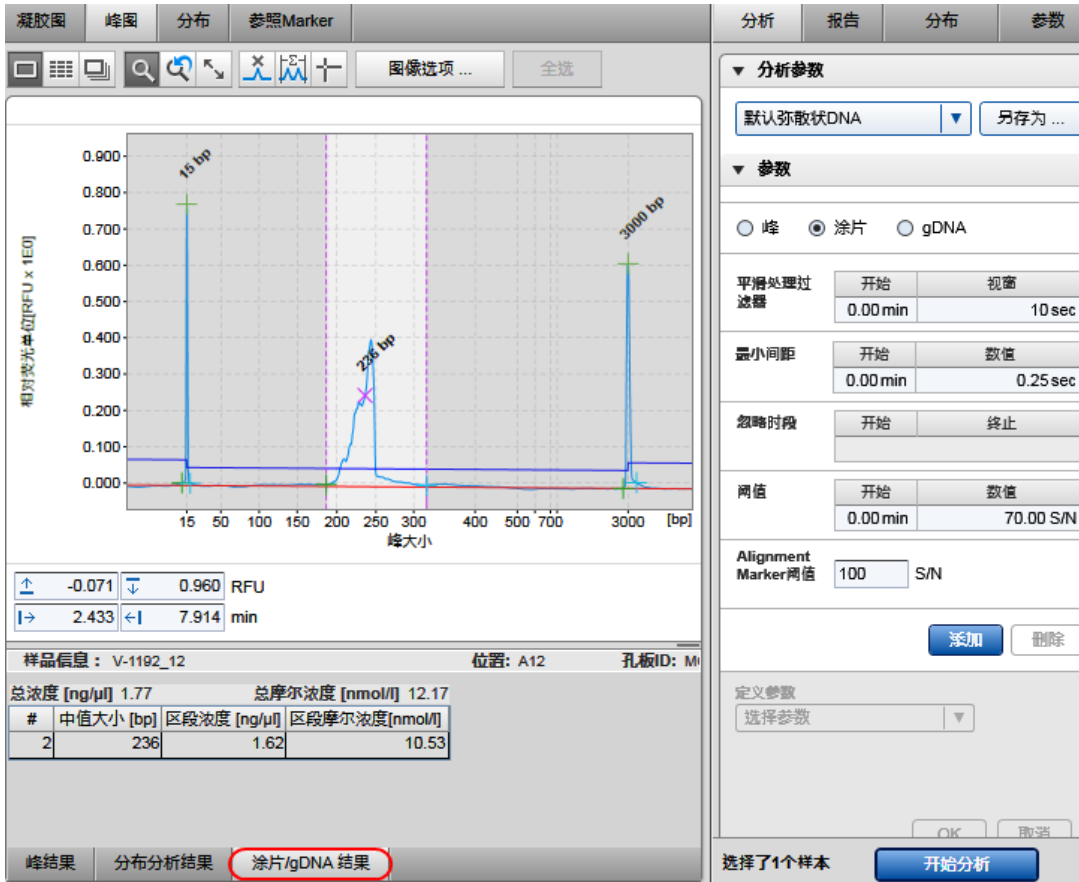 凝胶图 峰图 分布 参照Marker
分析 报告 分布 参数
图像选项 ... 全选
分析参数
默认弥散状DNA 另存为 ...
参数
峰 涂片 gDNA
平滑处理过滤器 开始 视窗
0.00 min 10 sec
最小间距 开始 数值
0.00 min 0.25 sec
忽略时段 开始 终止
阈值 开始 数值
0.00 min 70.00 S/N
Alignment
Marker阈值 100 S/N
添加 删除
定义参数
选择参数
OK 取消
选择了1个样本 开始分析
相对荧光单位[RFU x 1E0]
0.900
0.800
0.700
0.600
0.500
0.400
0.300
0.200
0.100
0.000
15 bp
236 bp
3000 bp
15 50 100 150 200 250 300 400 500 700 3000 [bp]
峰大小
-0.071 0.960 RFU
2.433 7.914 min
样品信息： V-1192_12 位置: A12 孔板ID:
总浓度 [ng/µl] 1.77 总摩尔浓度 [nmol/l] 12.17
# 中值大小 [bp] 区段浓度 [ng/µl] 区段摩尔浓度[nmol/l]
2 236 1.62 10.53
峰结果 分布分析结果 涂片/gDNA 结果